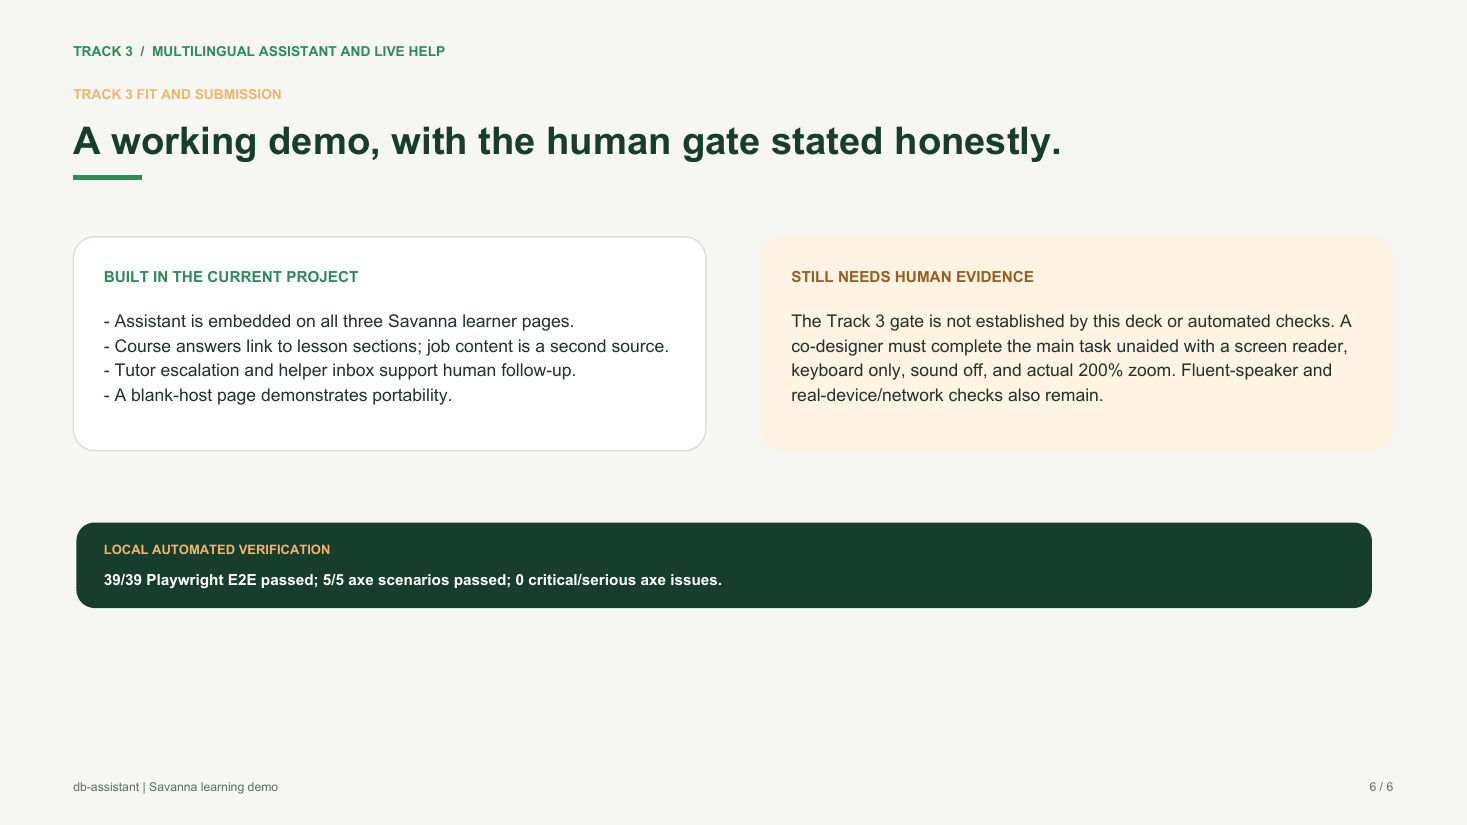 TRACK 3 / MULTILINGUAL ASSISTANT AND LIVE HELP
TRACK 3 FIT AND SUBMISSION
A working demo, with the human gate stated honestly.
BUILT IN THE CURRENT PROJECT
- Assistant is embedded on all three Savanna learner pages.
- Course answers link to lesson sections; job content is a second source.
- Tutor escalation and helper inbox support human follow-up.
- A blank-host page demonstrates portability.
STILL NEEDS HUMAN EVIDENCE
The Track 3 gate is not established by this deck or automated checks. A
co-designer must complete the main task unaided with a screen reader,
keyboard only, sound off, and actual 200% zoom. Fluent-speaker and
real-device/network checks also remain.
LOCAL AUTOMATED VERIFICATION
39/39 Playwright E2E passed; 5/5 axe scenarios passed; 0 critical/serious axe issues.
db-assistant | Savanna learning demo
6 / 6